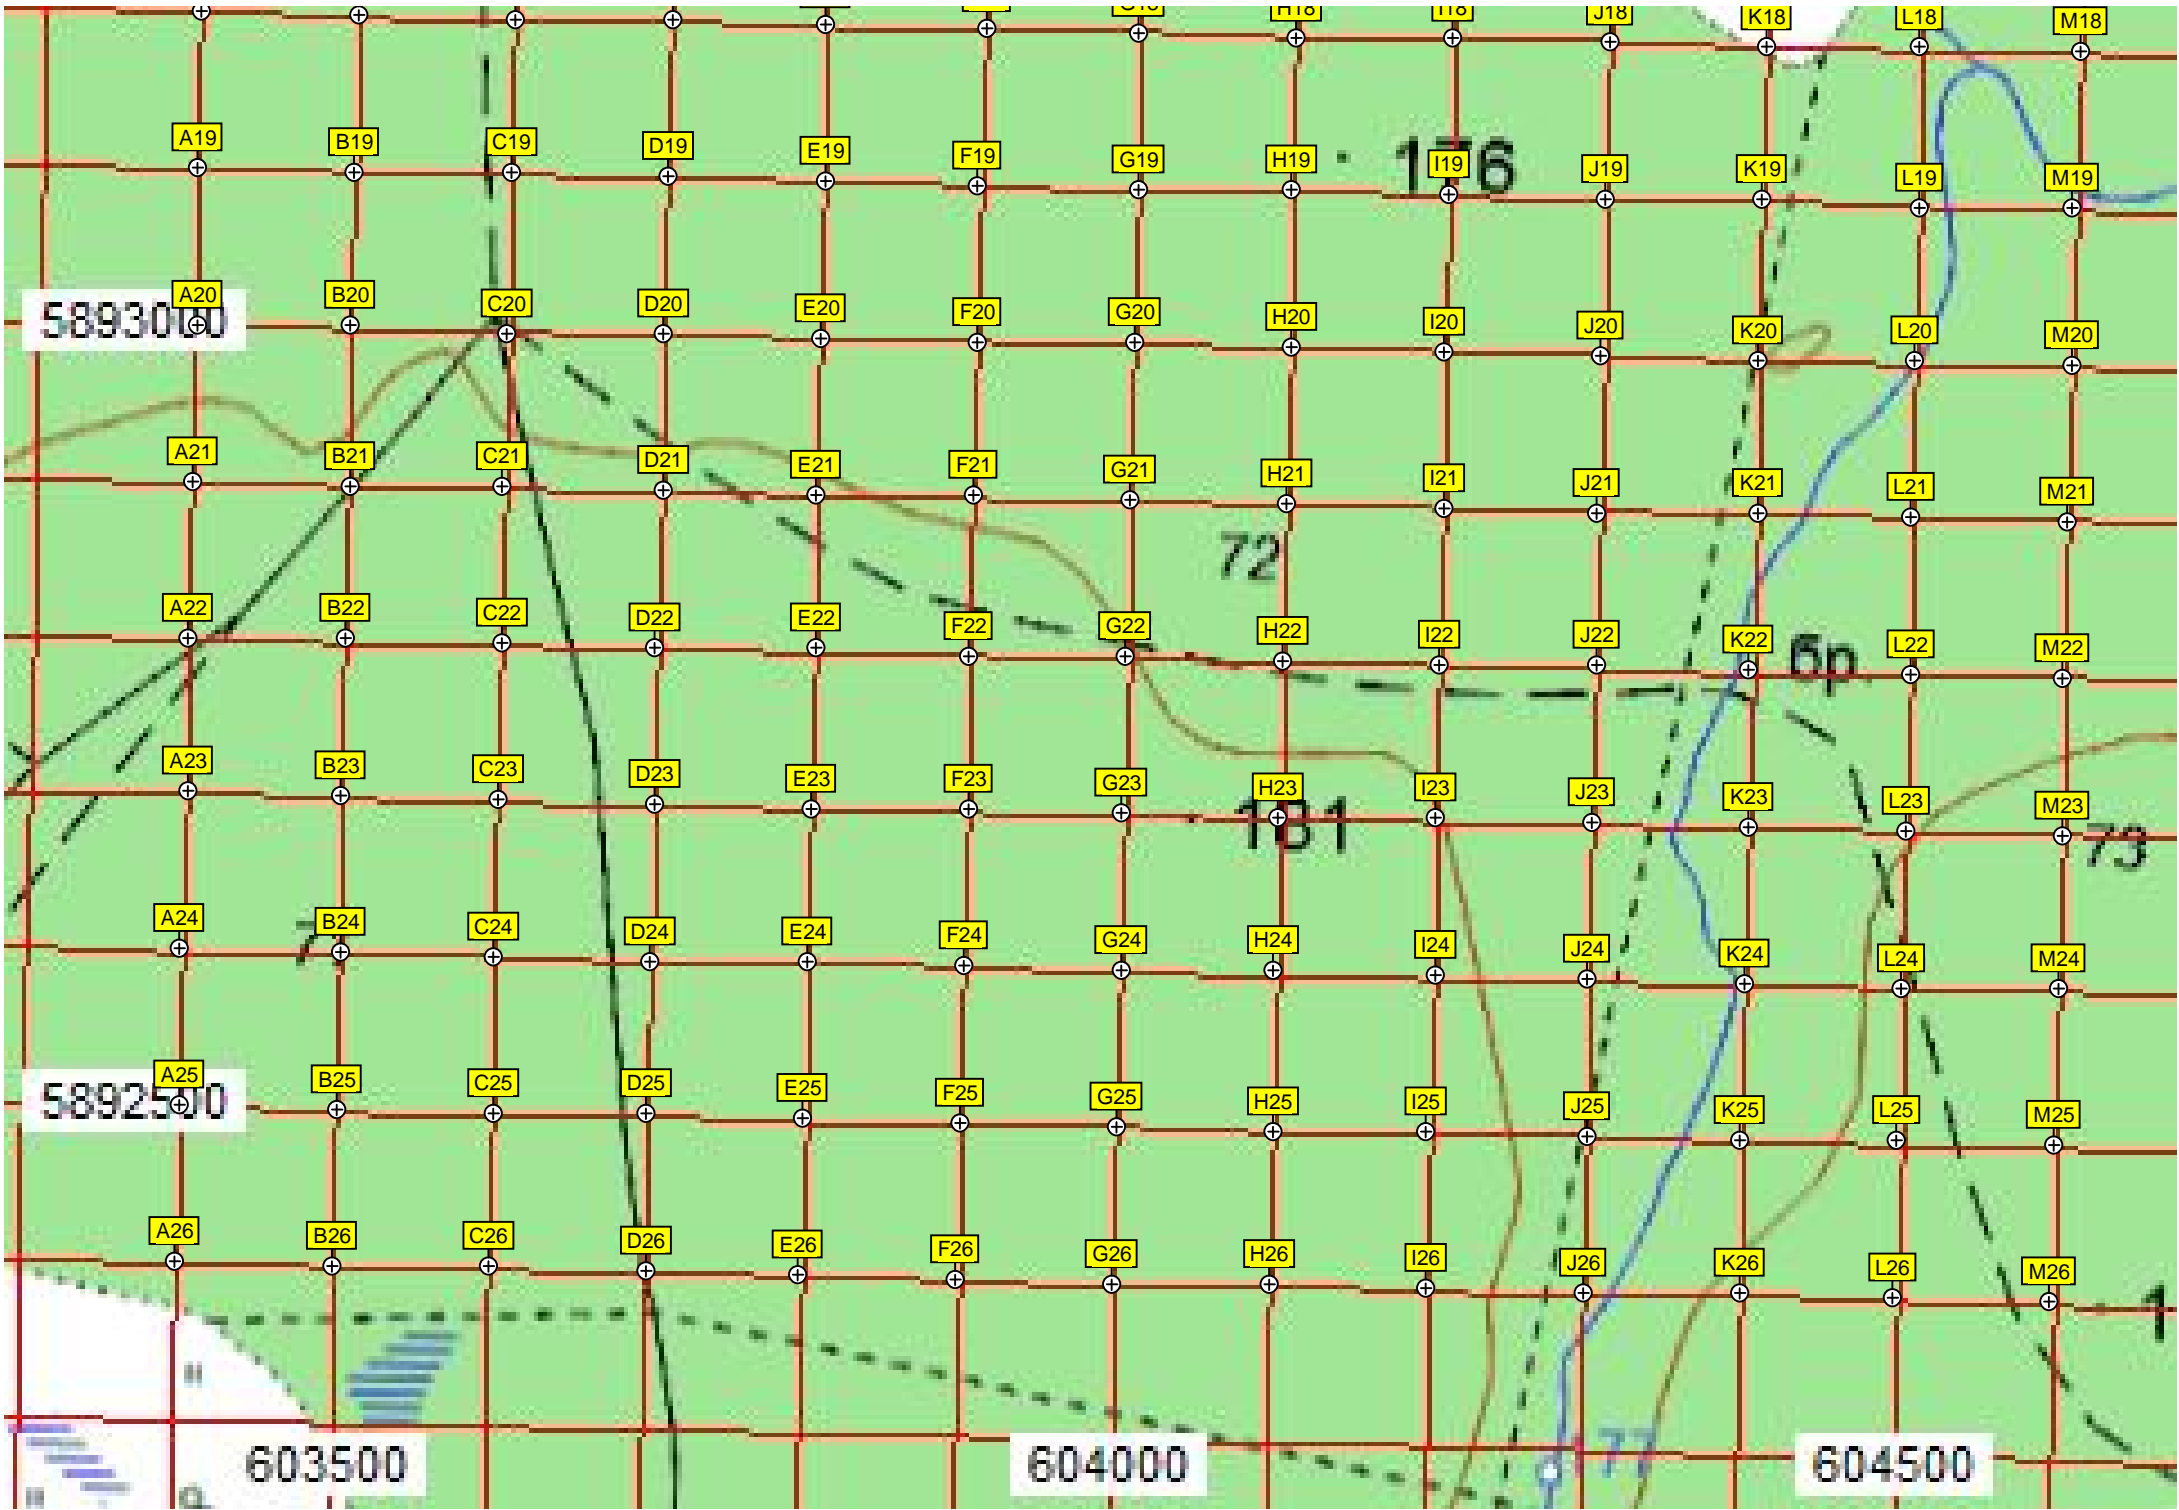 H18 I18 J18 K18 L18 M18
A19 B19 C19 D19 E19 F19 G19 H19 176 I19 J19 K19 L19 M19
5893000 A20 B20 C20 D20 E20 F20 G20 H20 I20 J20 K20 L20 M20
A21 B21 C21 D21 E21 F21 G21 H21 I21 J21 K21 L21 M21
72
A22 B22 C22 D22 E22 F22 G22 H22 I22 J22 K22 бр. L22 M22
A23 B23 C23 D23 E23 F23 G23 H23 I23 J23 K23 L23 M23
181 73
A24 B24 C24 D24 E24 F24 G24 H24 I24 J24 K24 L24 M24
5892500 A25 B25 C25 D25 E25 F25 G25 H25 I25 J25 K25 L25 M25
A26 B26 C26 D26 E26 F26 G26 H26 I26 J26 K26 L26 M26
603500 604000 177 604500